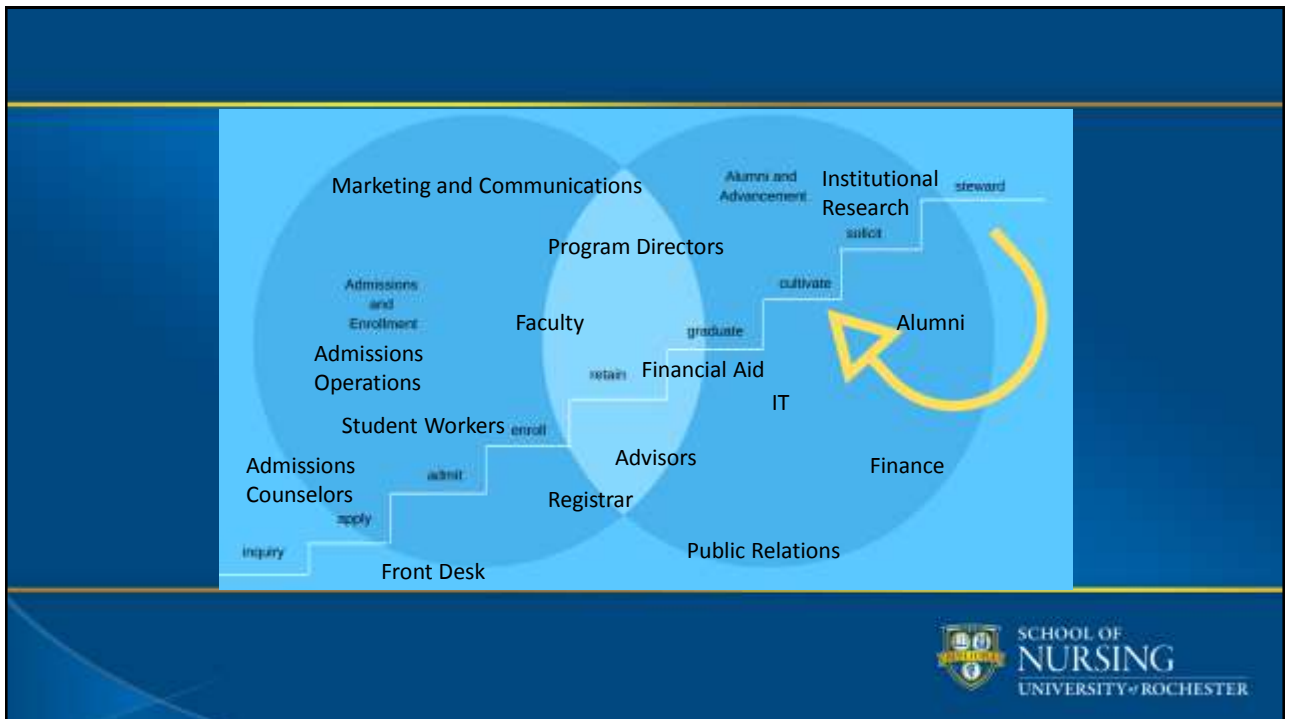 Marketing and Communications
Alumni and
Advancement
Institutional
Research
steward
solicit
Program Directors
cultivate
Admissions
and
Enrollment
Faculty
graduate
Alumni
Admissions
Operations
retain
Financial Aid
IT
Student Workers
enroll
Advisors
Admissions
Counselors
admit
Finance
Registrar
apply
inquiry
Public Relations
Front Desk
SCHOOL OF
NURSING
UNIVERSITY of ROCHESTER